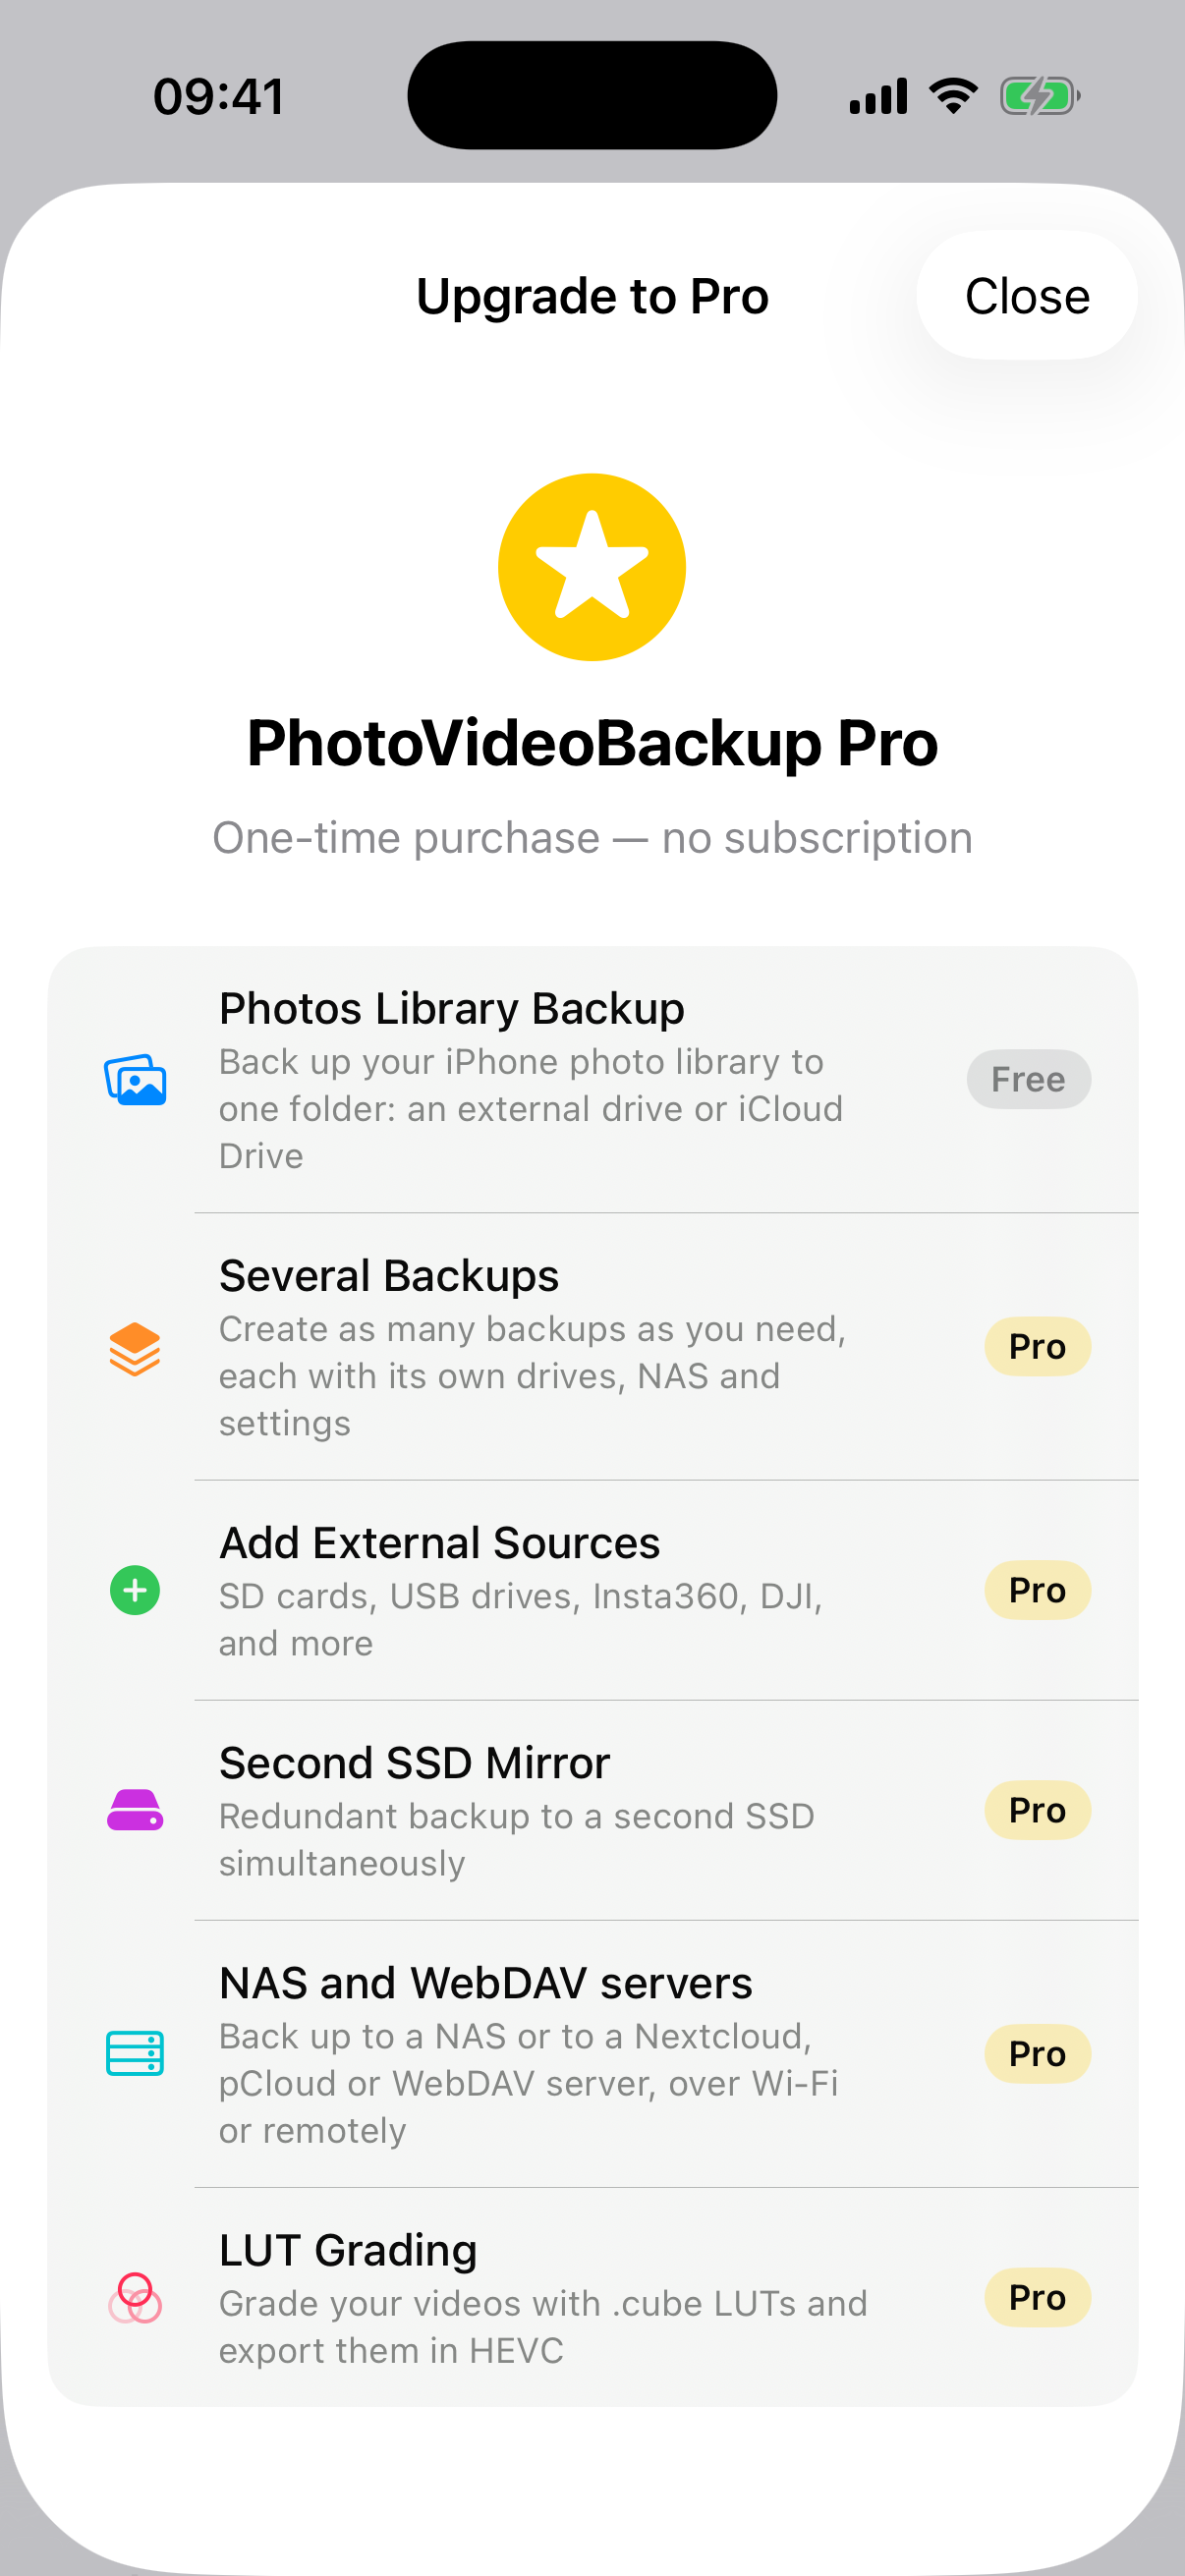 09:41
Upgrade to Pro
Close
PhotoVideoBackup Pro
One-time purchase — no subscription
Photos Library Backup
Back up your iPhone photo library to
one folder: an external drive or iCloud
Drive
Free
Several Backups
Create as many backups as you need,
each with its own drives, NAS and
settings
Pro
Add External Sources
SD cards, USB drives, Insta360, DJI,
and more
Pro
Second SSD Mirror
Redundant backup to a second SSD
simultaneously
Pro
NAS and WebDAV servers
Back up to a NAS or to a Nextcloud,
pCloud or WebDAV server, over Wi-Fi
or remotely
Pro
LUT Grading
Grade your videos with .cube LUTs and
export them in HEVC
Pro